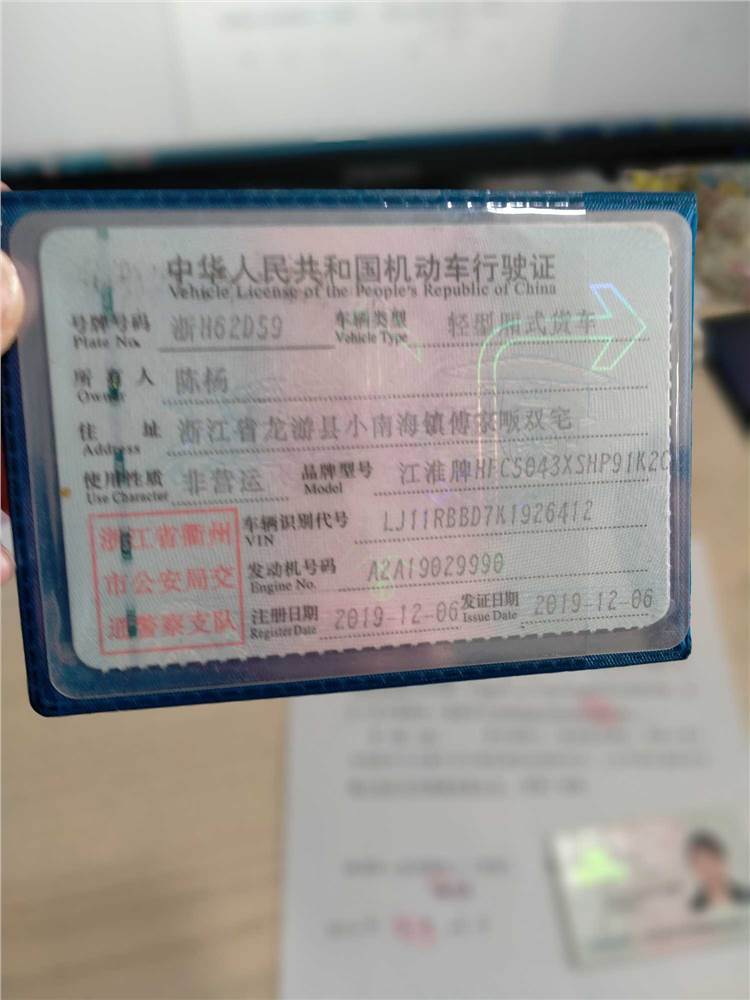 中华人民共和国机动车行驶证
Vehicle License of the People's Republic of China
号牌号码 浙H62D59 车辆类型 轻型厢式货车
Plate No. Vehicle Type
所有人 陈杨
Owner
住址 浙江省龙游县小南海镇傅家畈双宅
Address
使用性质 非营运 品牌型号 江淮牌HFC5043XSHP91K2C
Use Character Model
浙江省衢州
市公安局交
通警察支队
车辆识别代号 LJ11RBBD7K1926412
VIN
发动机号码 A2A19029990
Engine No.
注册日期 2019-12-06 发证日期 2019-12-06
Register Date Issue Date